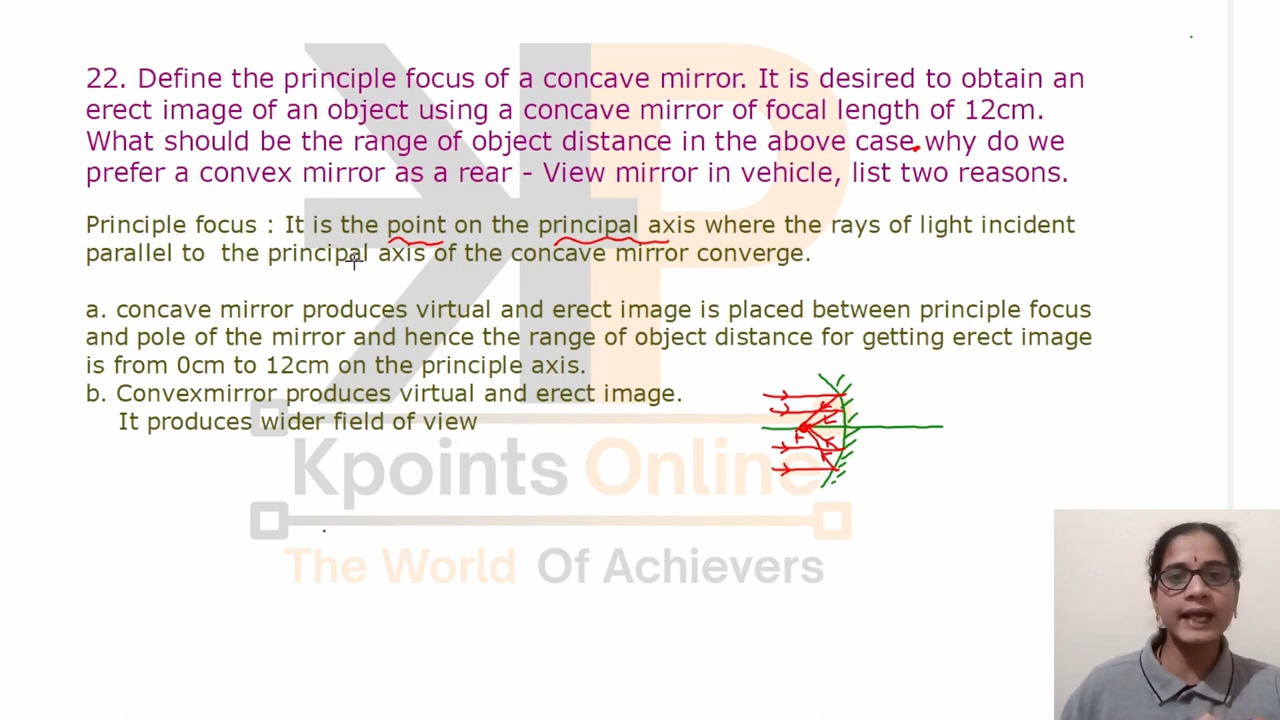 22. Define the principle focus of a concave mirror. It is desired to obtain an
erect image of an object using a concave mirror of focal length of 12cm.
What should be the range of object distance in the above case.why do we
prefer a convex mirror as a rear - View mirror in vehicle, list two reasons.
Principle focus : It is the point on the principal axis where the rays of light incident
parallel to  the principal axis of the concave mirror converge.
a. concave mirror produces virtual and erect image is placed between principle focus
and pole of the mirror and hence the range of object distance for getting erect image
is from 0cm to 12cm on the principle axis.
b. Convexmirror produces virtual and erect image.
It produces wider field of view
F
KP
Kpoints Online
The World Of Achievers